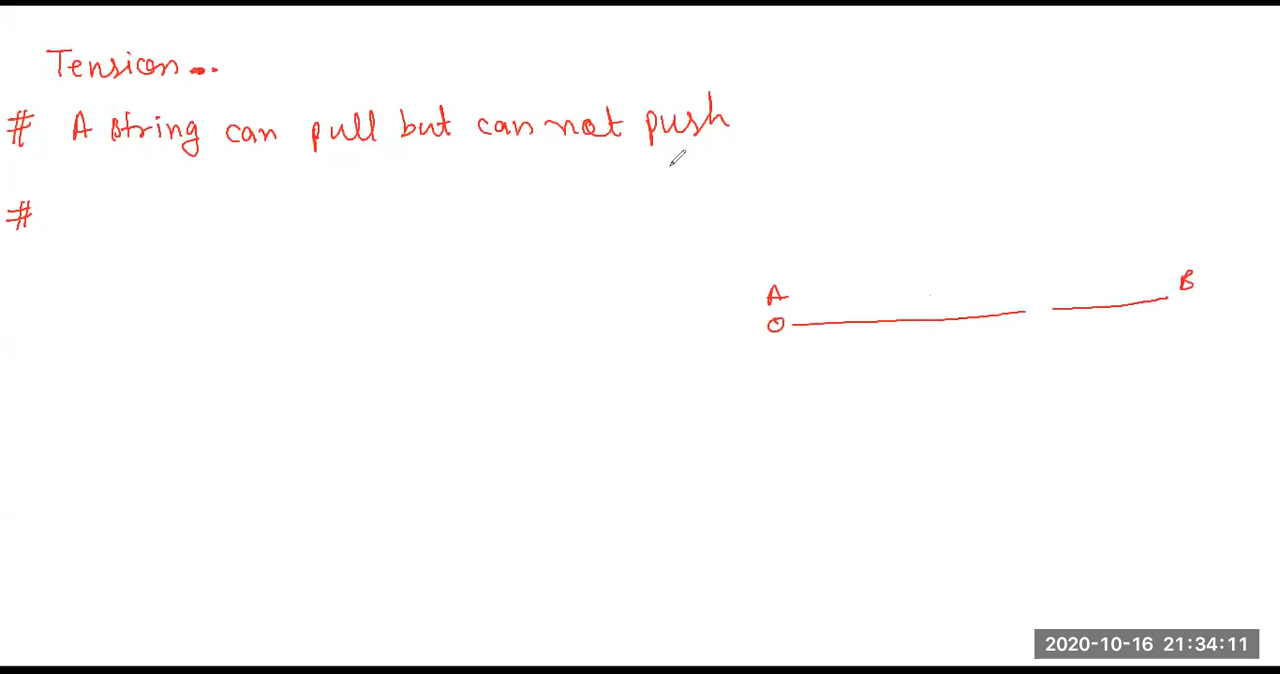 Tension...
# A string can pull but can not push
#
A B
2020-10-16 21:34:11